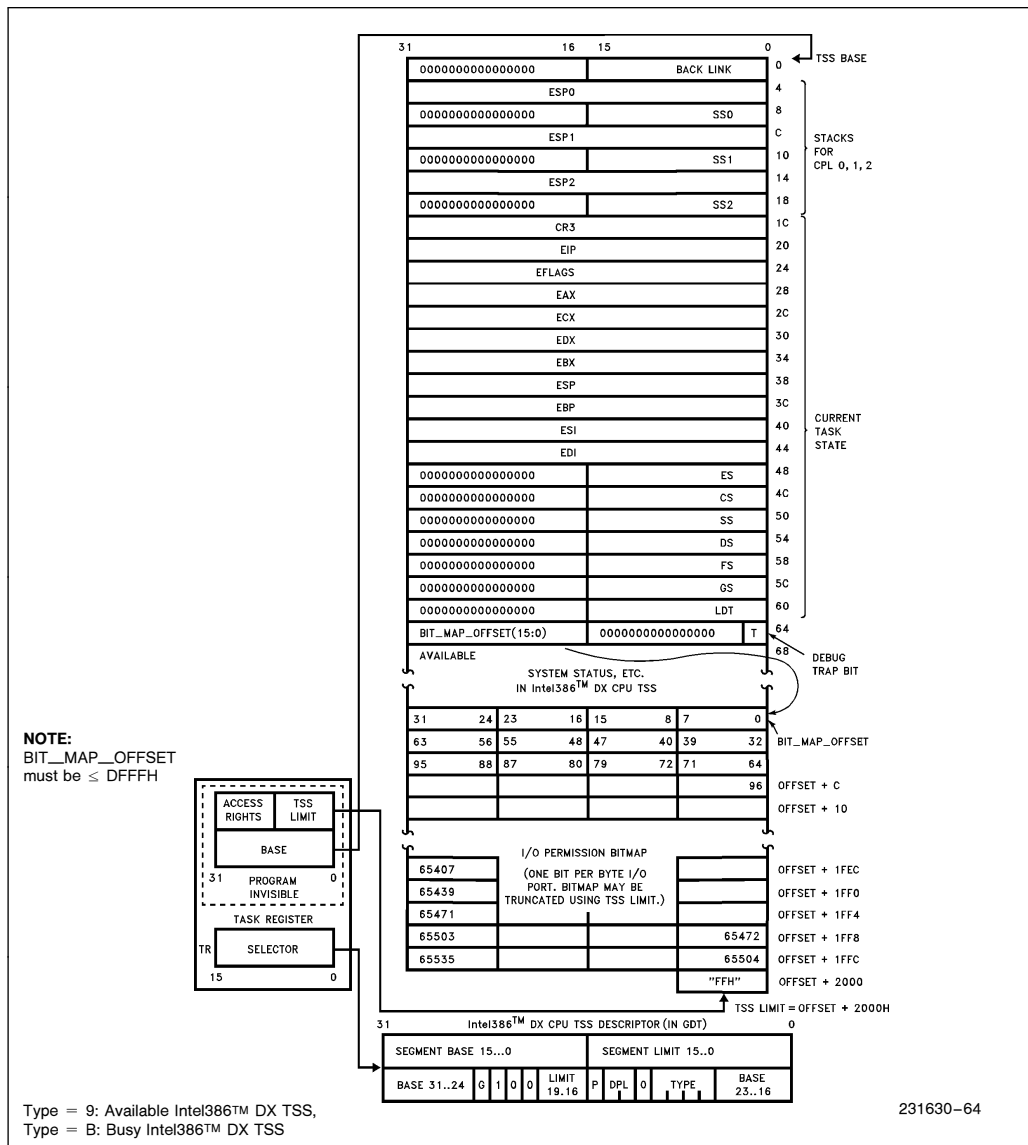 31 16 15 0
TSS BASE
0000000000000000 BACK LINK 0
ESP0 4
0000000000000000 SS0 8
ESP1 C
0000000000000000 SS1 10
ESP2 14
0000000000000000 SS2 18
STACKS
FOR
CPL 0, 1, 2
CR3 1C
EIP 20
EFLAGS 24
EAX 28
ECX 2C
EDX 30
EBX 34
ESP 38
EBP 3C
ESI 40
EDI 44
0000000000000000 ES 48
0000000000000000 CS 4C
0000000000000000 SS 50
0000000000000000 DS 54
0000000000000000 FS 58
0000000000000000 GS 5C
0000000000000000 LDT 60
CURRENT
TASK
STATE
BIT_MAP_OFFSET(15:0) 0000000000000000 T 64
AVAILABLE 68
DEBUG
TRAP BIT
SYSTEM STATUS, ETC.
IN Intel386™ DX CPU TSS
31 24 23 16 15 8 7 0
63 56 55 48 47 40 39 32 BIT_MAP_OFFSET
95 88 87 80 79 72 71 64
96 OFFSET + C
OFFSET + 10
NOTE:
BIT__MAP__OFFSET
must be ≤ DFFFH
ACCESS
RIGHTS
TSS
LIMIT
BASE
31 0
PROGRAM
INVISIBLE
TASK REGISTER
TR SELECTOR
15 0
I/O PERMISSION BITMAP
(ONE BIT PER BYTE I/O
PORT. BITMAP MAY BE
TRUNCATED USING TSS LIMIT.)
65407 OFFSET + 1FEC
65439 OFFSET + 1FF0
65471 OFFSET + 1FF4
65503 65472 OFFSET + 1FF8
65535 65504 OFFSET + 1FFC
"FFH" OFFSET + 2000
TSS LIMIT = OFFSET + 2000H
31 Intel386™ DX CPU TSS DESCRIPTOR (IN GDT) 0
SEGMENT BASE 15...0 SEGMENT LIMIT 15...0
BASE 31..24 G 1 0 0 LIMIT 19.16 P DPL 0 TYPE BASE 23..16
Type = 9: Available Intel386™ DX TSS,
Type = B: Busy Intel386™ DX TSS
231630–64